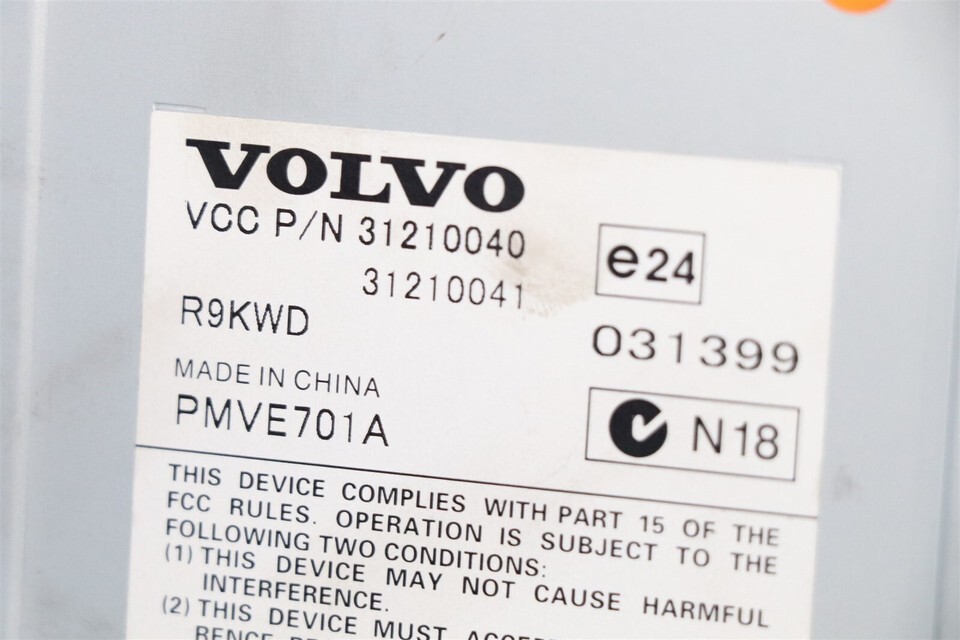 VOLVO
VCC P/N 31210040
31210041
e24
R9KWD
031399
MADE IN CHINA
PMVE701A
N18
THIS DEVICE COMPLIES WITH PART 15 OF THE
FCC RULES. OPERATION IS SUBJECT TO THE
FOLLOWING TWO CONDITIONS:
(1) THIS DEVICE MAY NOT CAUSE HARMFUL
INTERFERENCE.
(2) THIS DEVICE MUST